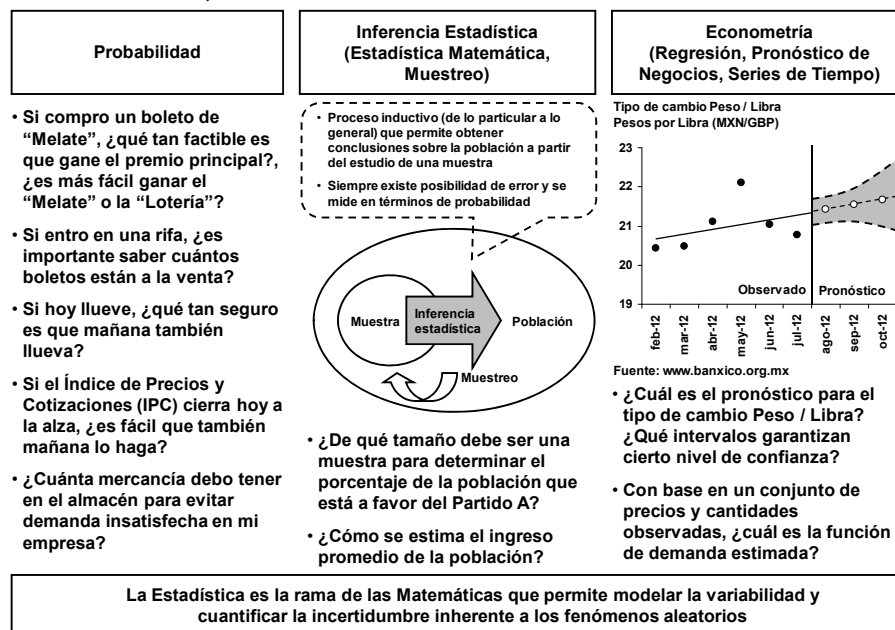 Probabilidad
• Si compro un boleto de
“Melate”, ¿qué tan factible es
que gane el premio principal?,
¿es más fácil ganar el
“Melate” o la “Lotería”?
• Si entro en una rifa, ¿es
importante saber cuántos
boletos están a la venta?
• Si hoy llueve, ¿qué tan seguro
es que mañana también
llueva?
• Si el Índice de Precios y
Cotizaciones (IPC) cierra hoy a
la alza, ¿es fácil que también
mañana lo haga?
• ¿Cuánta mercancía debo tener
en el almacén para evitar
demanda insatisfecha en mi
empresa?
Inferencia Estadística
(Estadística Matemática,
Muestreo)
• Proceso inductivo (de lo particular a lo
general) que permite obtener
conclusiones sobre la población a partir
del estudio de una muestra
• Siempre existe posibilidad de error y se
mide en términos de probabilidad
Muestra
Inferencia
estadística
Población
Muestreo
• ¿De qué tamaño debe ser una
muestra para determinar el
porcentaje de la población que
está a favor del Partido A?
• ¿Cómo se estima el ingreso
promedio de la población?
Econometría
(Regresión, Pronóstico de
Negocios, Series de Tiempo)
Tipo de cambio Peso / Libra
Pesos por Libra (MXN/GBP)
23
22
21
20
19
Observado
Pronóstico
feb-12
mar-12
abr-12
may-12
jun-12
jul-12
ago-12
sep-12
oct-12
Fuente: www.banxico.org.mx
• ¿Cuál es el pronóstico para el
tipo de cambio Peso / Libra?
¿Qué intervalos garantizan
cierto nivel de confianza?
• Con base en un conjunto de
precios y cantidades
observadas, ¿cuál es la función
de demanda estimada?
La Estadística es la rama de las Matemáticas que permite modelar la variabilidad y
cuantificar la incertidumbre inherente a los fenómenos aleatorios